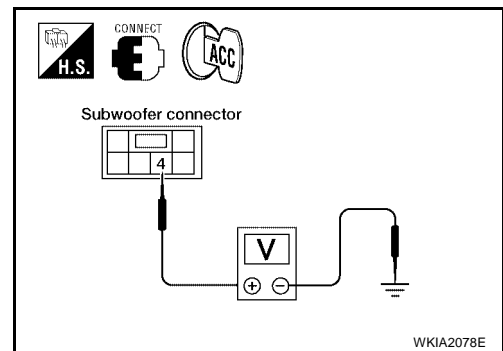 CONNECT
H.S.
ACC
Subwoofer connector
4
V
+ −
WKIA2078E